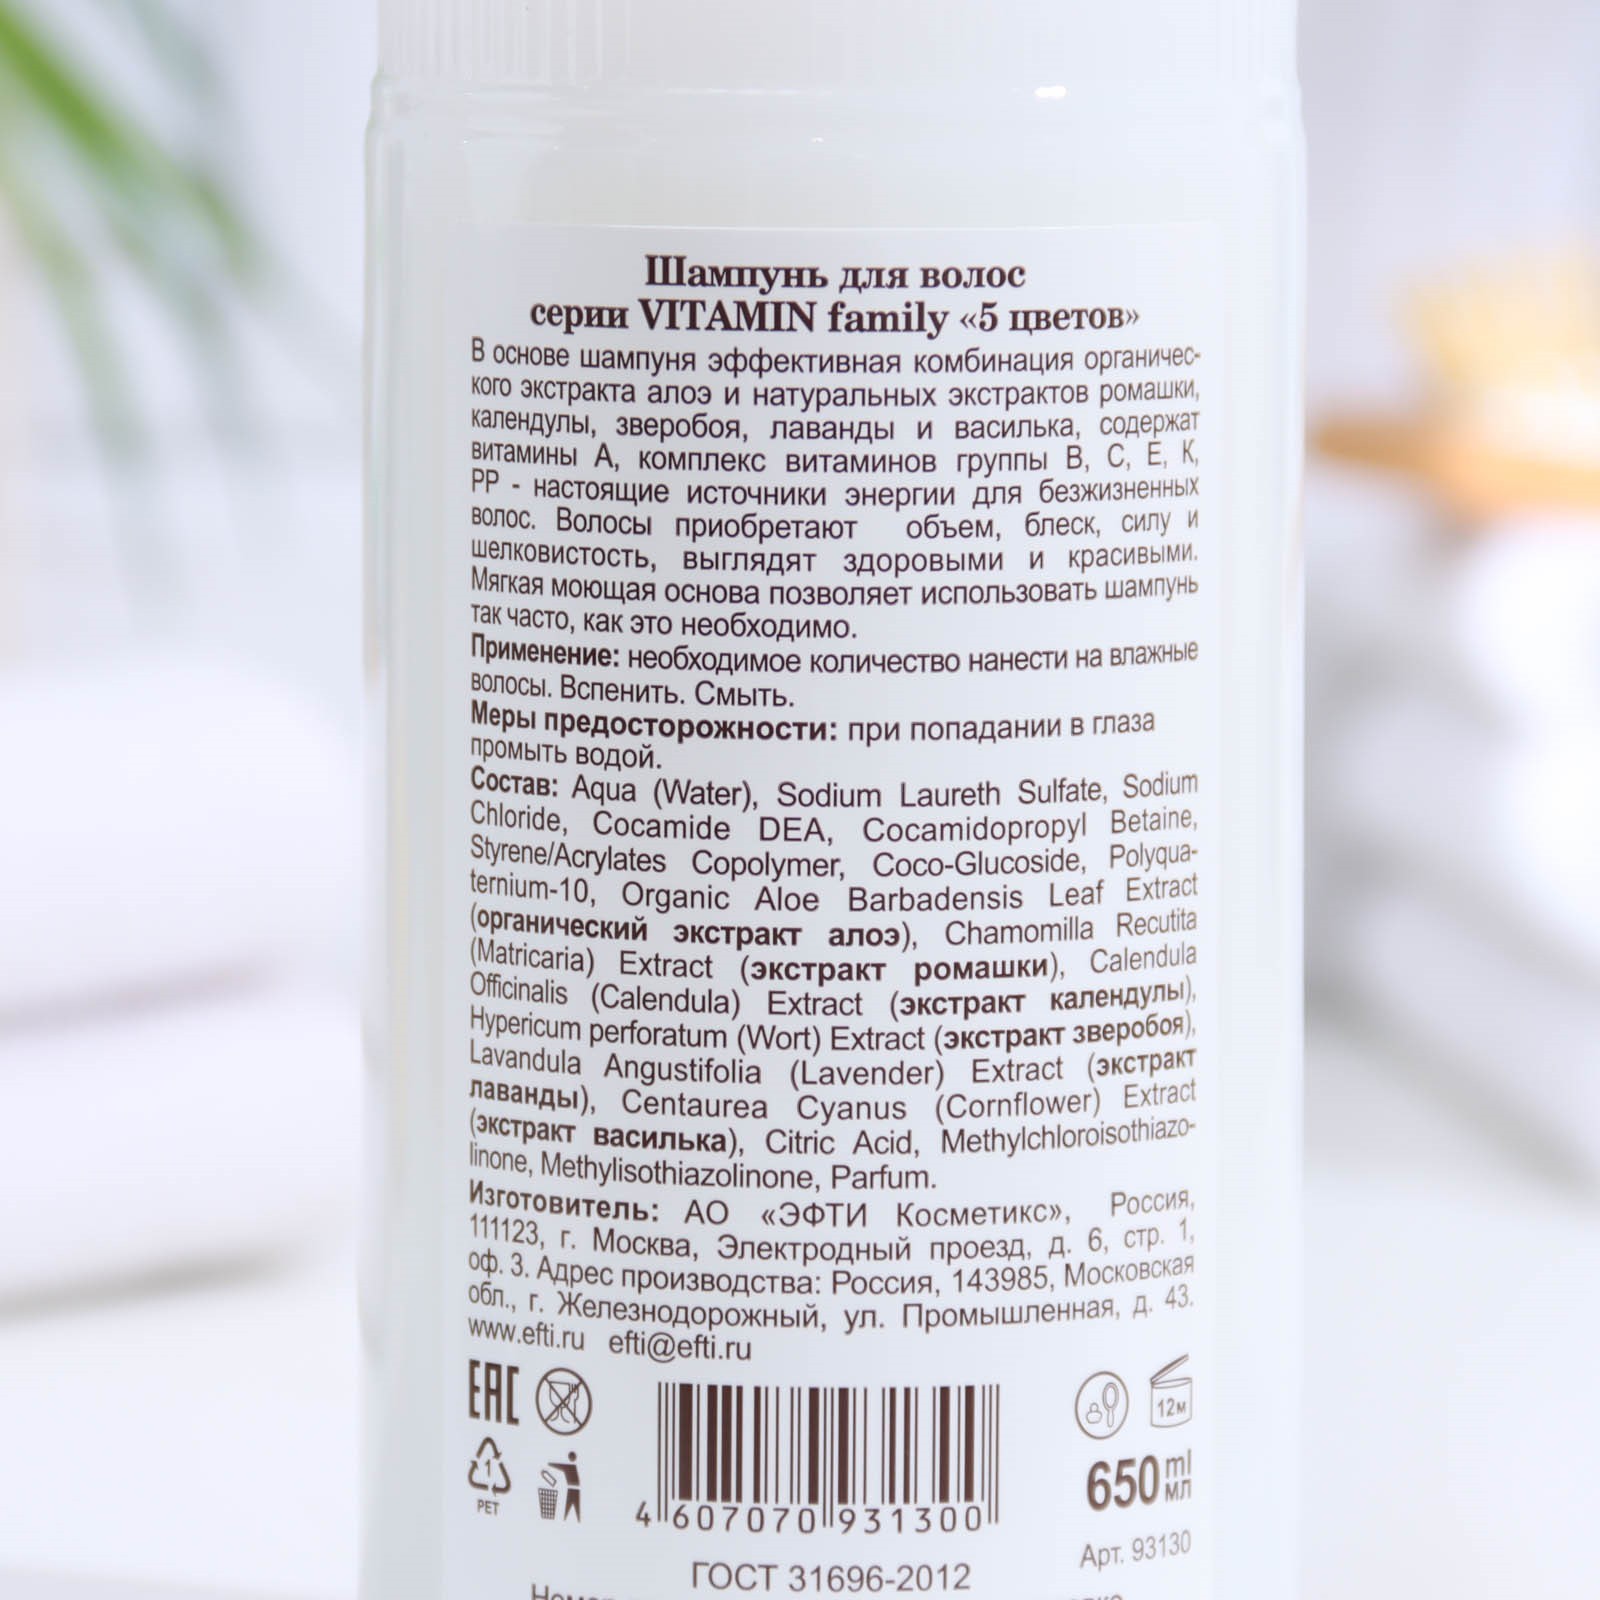 Шампунь для волос
серии VITAMIN family «5 цветов»
В основе шампуня эффективная комбинация органичес-
кого экстракта алоэ и натуральных экстрактов ромашки,
календулы, зверобоя, лаванды и василька, содержат
витамины А, комплекс витаминов группы В, С, Е, К,
РР - настоящие источники энергии для безжизненных
волос. Волосы приобретают объем, блеск, силу и
шелковистость, выглядят здоровыми и красивыми.
Мягкая моющая основа позволяет использовать шампунь
так часто, как это необходимо.
Применение: необходимое количество нанести на влажные
волосы. Вспенить. Смыть.
Меры предосторожности: при попадании в глаза
промыть водой.
Состав: Aqua (Water), Sodium Laureth Sulfate, Sodium
Chloride, Cocamide DEA, Cocamidopropyl Betaine,
Styrene/Acrylates Copolymer, Coco-Glucoside, Polyqua-
ternium-10, Organic Aloe Barbadensis Leaf Extract
(органический экстракт алоэ), Chamomilla Recutita
(Matricaria) Extract (экстракт ромашки), Calendula
Officinalis (Calendula) Extract (экстракт календулы),
Hypericum perforatum (Wort) Extract (экстракт зверобоя),
Lavandula Angustifolia (Lavender) Extract (экстракт
лаванды), Centaurea Cyanus (Cornflower) Extract
(экстракт василька), Citric Acid, Methylchloroisothiazo-
linone, Methylisothiazolinone, Parfum.
Изготовитель: АО «ЭФТИ Косметикс», Россия,
111123, г. Москва, Электродный проезд, д. 6, стр. 1,
оф. 3. Адрес производства: Россия, 143985, Московская
обл., г. Железнодорожный, ул. Промышленная, д. 43.
www.efti.ru efti@efti.ru
EAC
12м
1
PET
650 ml
мл
4 607070 931300
Арт. 93130
ГОСТ 31696-2012